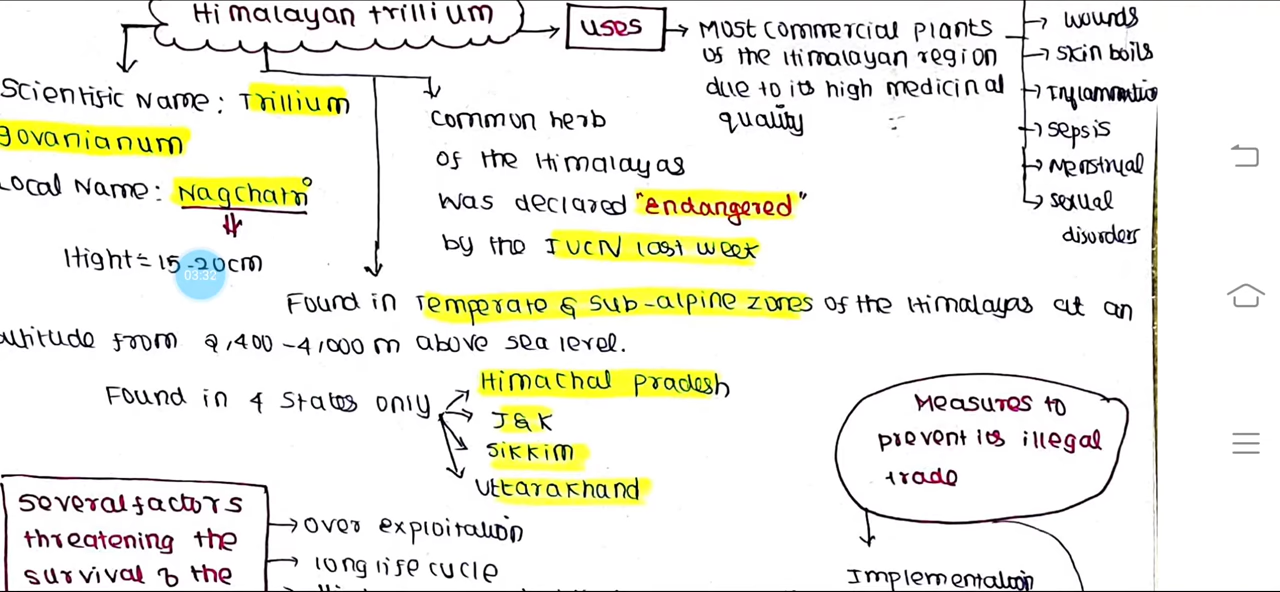 Himalayan trillium
uses
Most commercial plants
of the Himalayan region
due to its high medicinal
quality
wounds
skin boils
Inflammatio
sepsis
Menstrual
sexual
disorders
Scientific Name: Trillium
govanianum
Local Name: Nagchatri
Hight = 15-20cm
03:32
common herb
of the Himalayas
was declared "endangered"
by the IUCN last week
Found in Temperate & sub-alpine zones of the Himalayas at an
altitude from 2,400-4,000 m above sea level.
Found in 4 States only
Himachal pradesh
J&K
Sikkim
Uttarakhand
several factors
threatening the
survival of the
over exploitation
long life cycle
Measures to
prevent its illegal
trade
Implementation